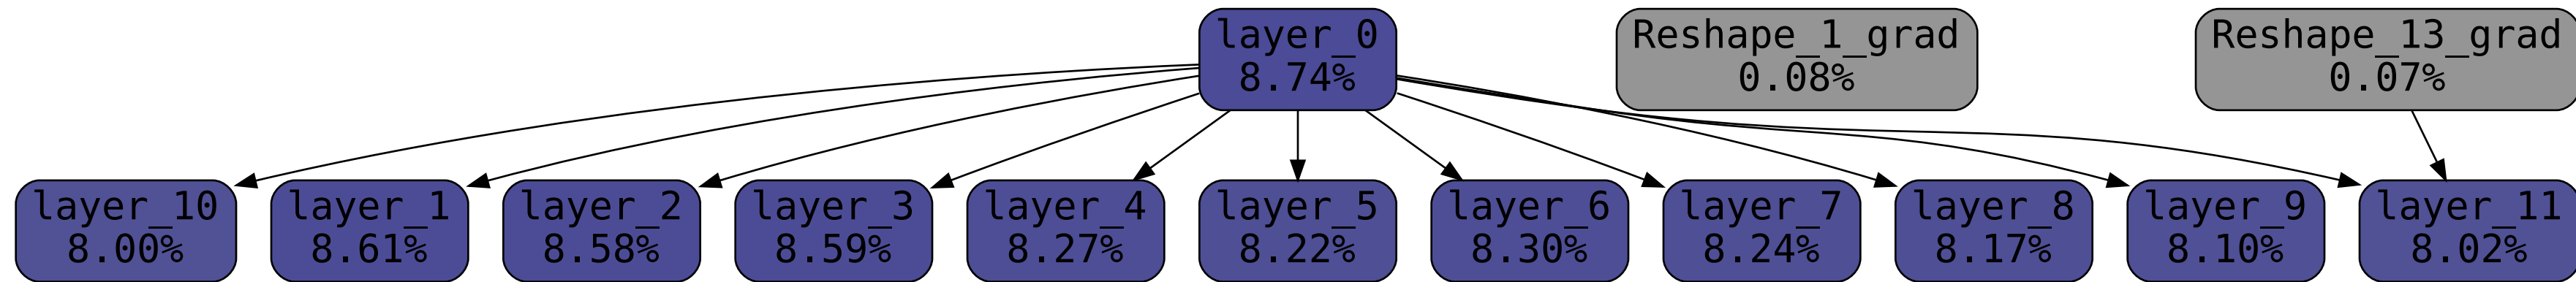 layer_0
8.74%
Reshape_1_grad
0.08%
Reshape_13_grad
0.07%
layer_10
8.00%
layer_1
8.61%
layer_2
8.58%
layer_3
8.59%
layer_4
8.27%
layer_5
8.22%
layer_6
8.30%
layer_7
8.24%
layer_8
8.17%
layer_9
8.10%
layer_11
8.02%